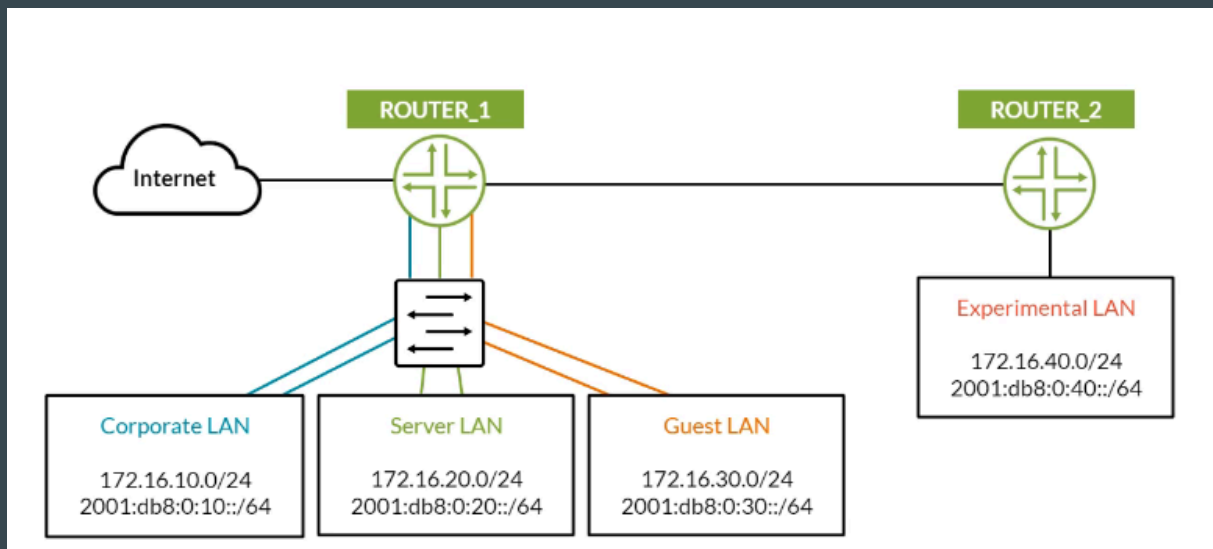 ROUTER_1
ROUTER_2
Internet
Experimental LAN
172.16.40.0/24
2001:db8:0:40::/64
Corporate LAN
172.16.10.0/24
2001:db8:0:10::/64
Server LAN
172.16.20.0/24
2001:db8:0:20::/64
Guest LAN
172.16.30.0/24
2001:db8:0:30::/64